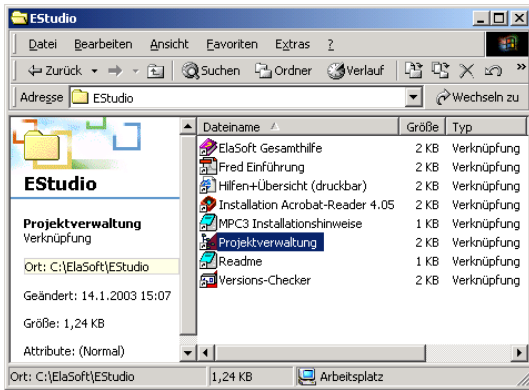 EStudio
Datei Bearbeiten Ansicht Favoriten Extras ?
Zurück Suchen Ordner Verlauf »
Adresse EStudio Wechseln zu
EStudio
Projektverwaltung
Verknüpfung
Ort: C:\ElaSoft\EStudio
Geändert: 14.1.2003 15:07
Größe: 1,24 KB
Attribute: (Normal)
Dateiname Größe Typ
ElaSoft Gesamthilfe 2 KB Verknüpfung
Fred Einführung 2 KB Verknüpfung
Hilfen+Übersicht (druckbar) 2 KB Verknüpfung
Installation Acrobat-Reader 4.05 2 KB Verknüpfung
MPC3 Installationshinweise 1 KB Verknüpfung
Projektverwaltung 2 KB Verknüpfung
Readme 1 KB Verknüpfung
Versions-Checker 2 KB Verknüpfung
Ort: C:\ElaSoft\EStudio 1,24 KB Arbeitsplatz